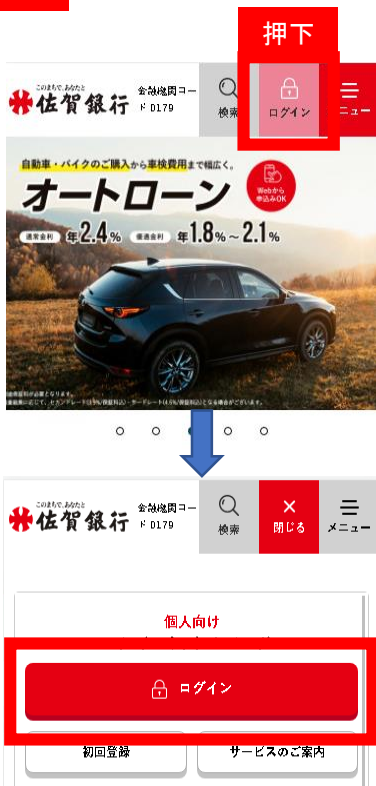 押下
このまちで、あなたと
佐賀銀行
金融機関コー
ド 0179
検索
ログイン
ニュー
自動車・バイクのご購入から車検費用まで幅広く。
オートローン
Webから
申込みOK
通常金利 年2.4% 優遇金利 年1.8%～2.1%
このまちで、あなたと
佐賀銀行
金融機関コー
ド 0179
検索
閉じる
メニュー
個人向け
ログイン
初回登録
サービスのご案内